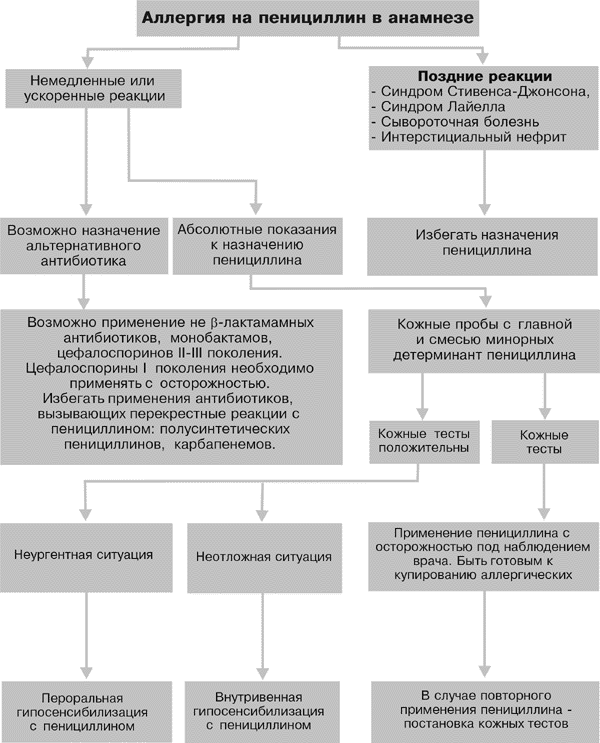 Аллергия на пенициллин в анамнезе
Немедленные или
ускоренные реакции
Поздние реакции
- Синдром Стивенса-Джонсона,
- Синдром Лайелла
- Сывороточная болезнь
- Интерстициальный нефрит
Возможно назначение
альтернативного
антибиотика
Абсолютные показания
к назначению
пенициллина
Избегать назначения
пенициллина
Возможно применение не β-лактамамных
антибиотиков, монобактамов,
цефалоспоринов II-III поколения.
Цефалоспорины I поколения необходимо
применять с осторожностью.
Избегать применения антибиотиков,
вызывающих перекрестные реакции с
пенициллином: полусинтетических
пенициллинов, карбапенемов.
Кожные пробы с главной
и смесью минорных
детерминант пенициллина
Кожные тесты
положительны
Кожные
тесты
Неургентная ситуация
Неотложная ситуация
Применение пенициллина с
осторожностью под наблюдением
врача. Быть готовым к
купированию аллергических
Пероральная
гипосенсибилизация
с пенициллином
Внутривенная
гипосенсибилизация
с пенициллином
В случае повторного
применения пенициллина -
постановка кожных тестов